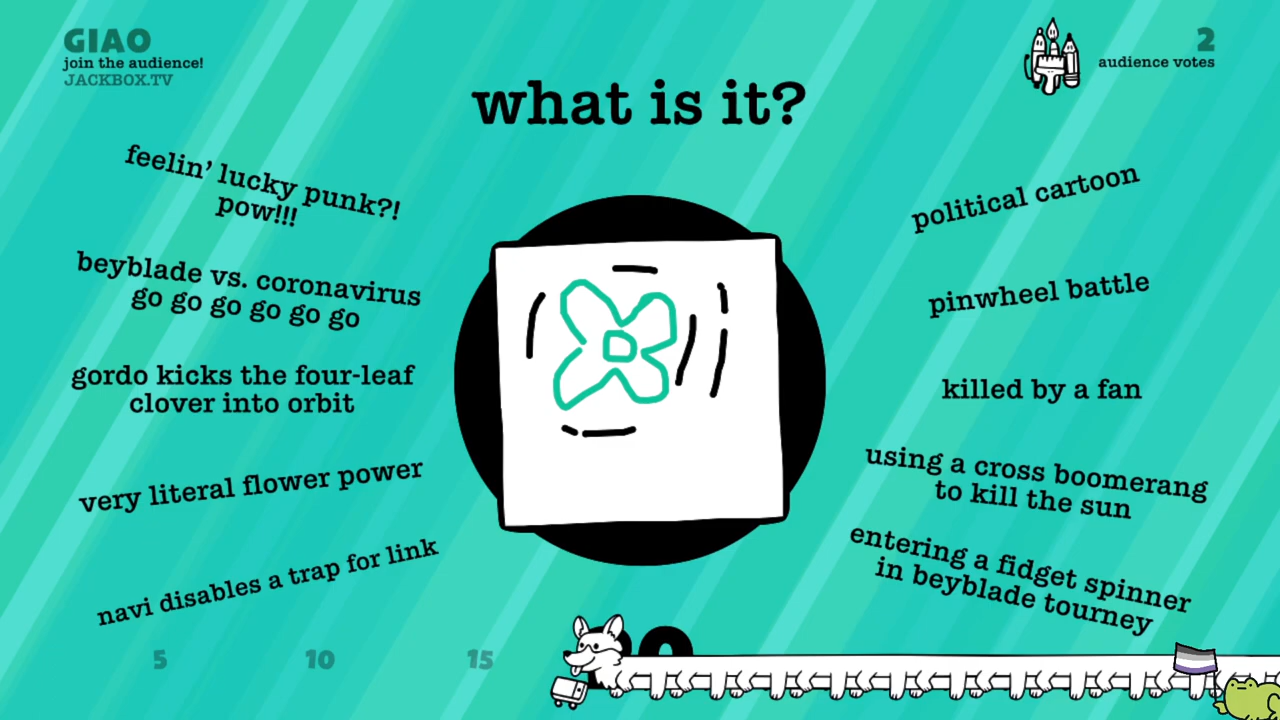 GIAO
join the audience!
JACKBOX.TV
2
audience votes
what is it?
feelin' lucky punk?!
pow!!!
beyblade vs. coronavirus
go go go go go go
gordo kicks the four-leaf
clover into orbit
very literal flower power
navi disables a trap for link
political cartoon
pinwheel battle
killed by a fan
using a cross boomerang
to kill the sun
entering a fidget spinner
in beyblade tourney
5 10 15